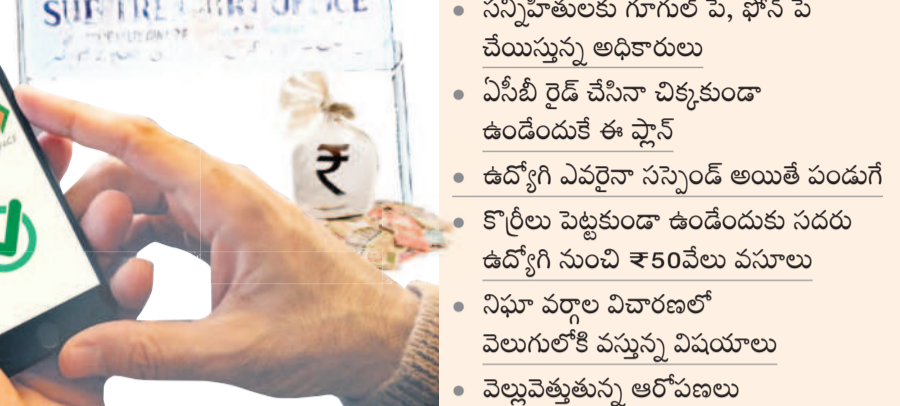 సన్నిహితులకు గూగుల్ పే, ఫోన్ పే
చేయిస్తున్న అధికారులు
ఏసీబీ రైడ్ చేసినా చిక్కకుండా
ఉండేందుకే ఈ ప్లాన్
ఉద్యోగి ఎవరైనా సస్పెండ్ అయితే పండుగే
కొర్రీలు పెట్టకుండా ఉండేందుకు సదరు
ఉద్యోగి నుంచి ₹50వేలు వసూలు
నిఘా వర్గాల విచారణలో
వెలుగులోకి వస్తున్న విషయాలు
వెల్లువెత్తుతున్న ఆరోపణలు